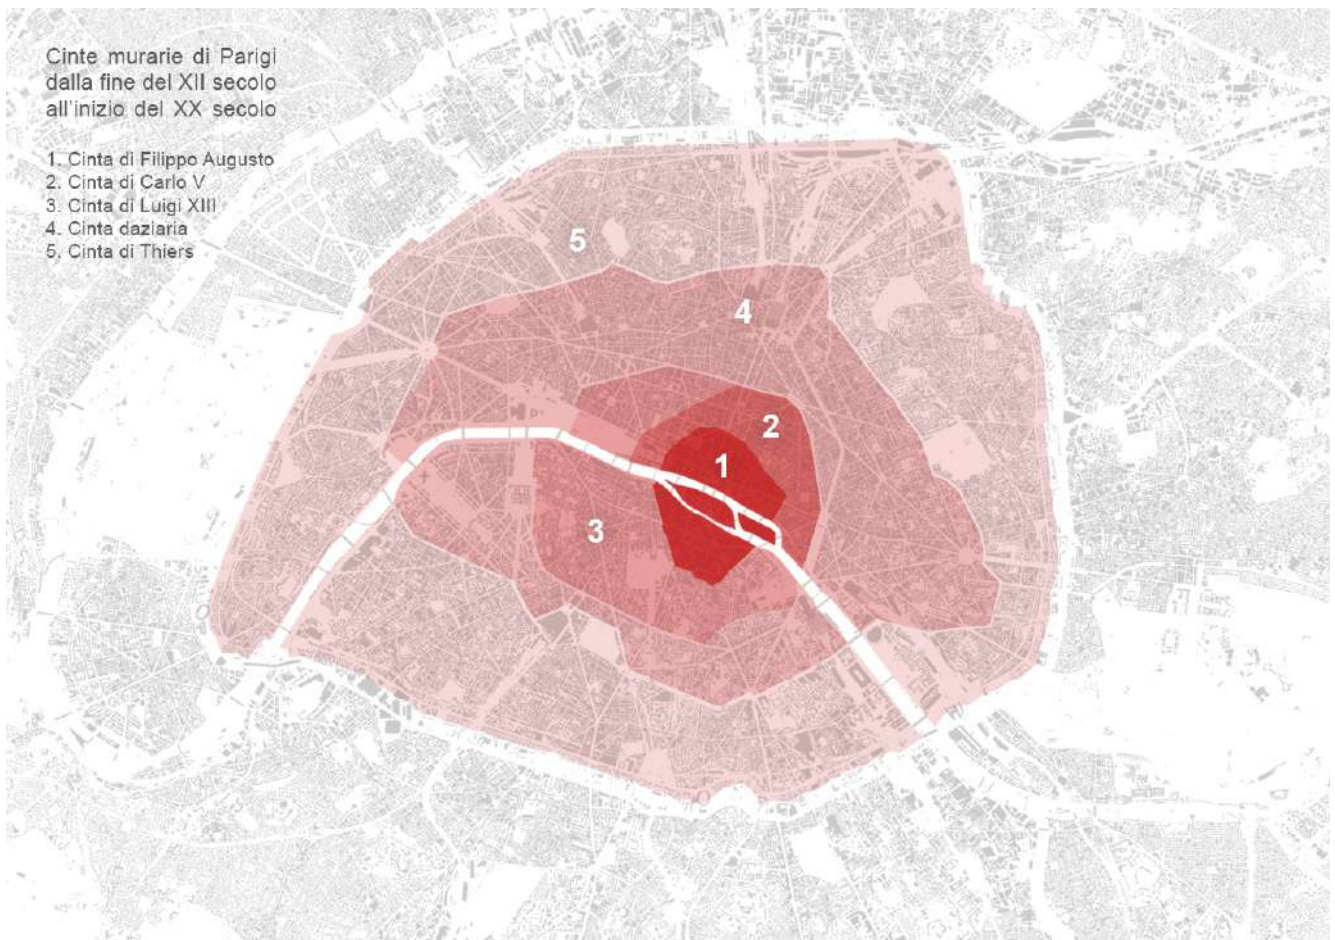 Cinte murarie di Parigi
dalla fine del XII secolo
all'inizio del XX secolo
1. Cinta di Filippo Augusto
2. Cinta di Carlo V
3. Cinta di Luigi XIII
4. Cinta daziaria
5. Cinta di Thiers
5
4
2
1
3